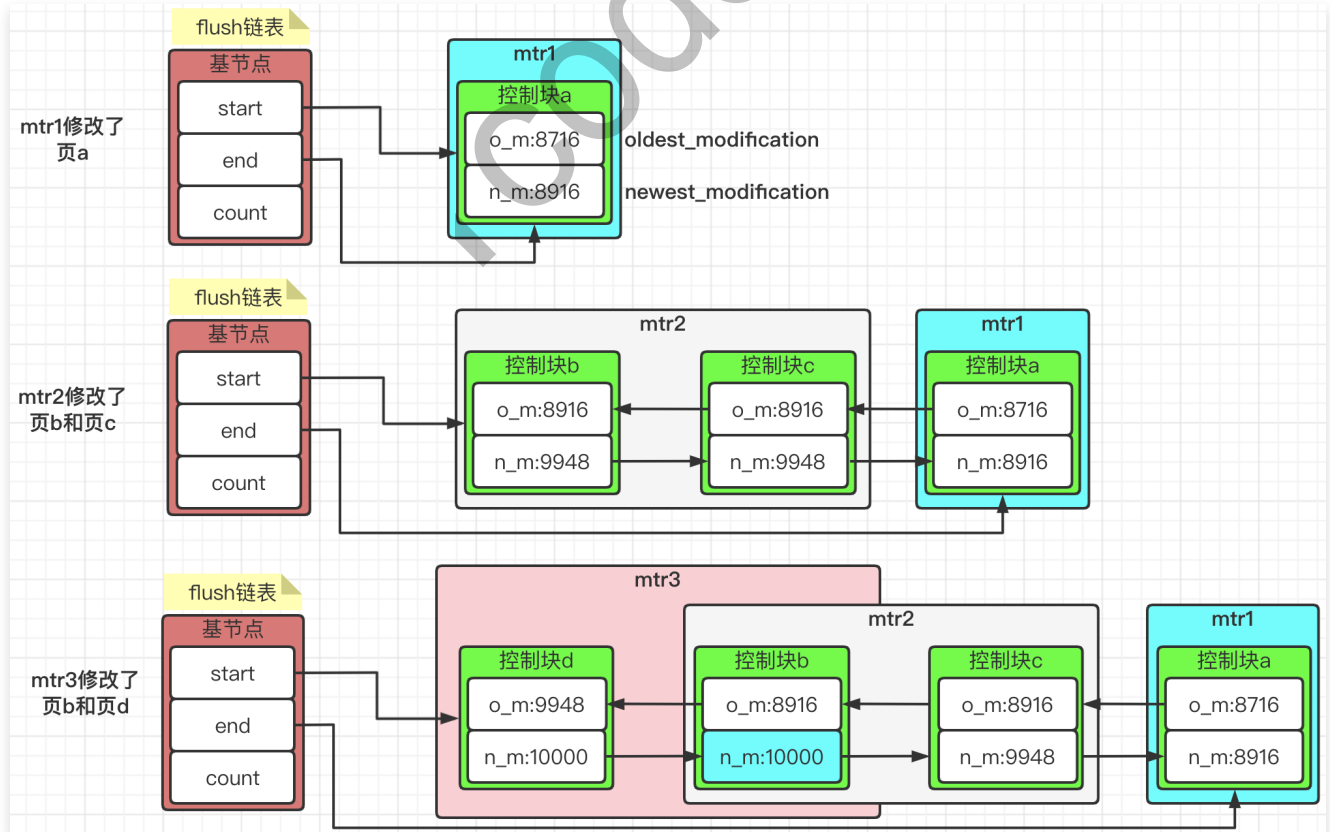 flush链表
基节点
start
end
count
mtr1修改了
页a
mtr1
控制块a
o_m:8716
n_m:8916
oldest_modification
newest_modification
flush链表
基节点
start
end
count
mtr2修改了
页b和页c
mtr2
控制块b
o_m:8916
n_m:9948
控制块c
o_m:8916
n_m:9948
mtr1
控制块a
o_m:8716
n_m:8916
flush链表
基节点
start
end
count
mtr3修改了
页b和页d
mtr3
控制块d
o_m:9948
n_m:10000
mtr2
控制块b
o_m:8916
n_m:10000
控制块c
o_m:8916
n_m:9948
mtr1
控制块a
o_m:8716
n_m:8916